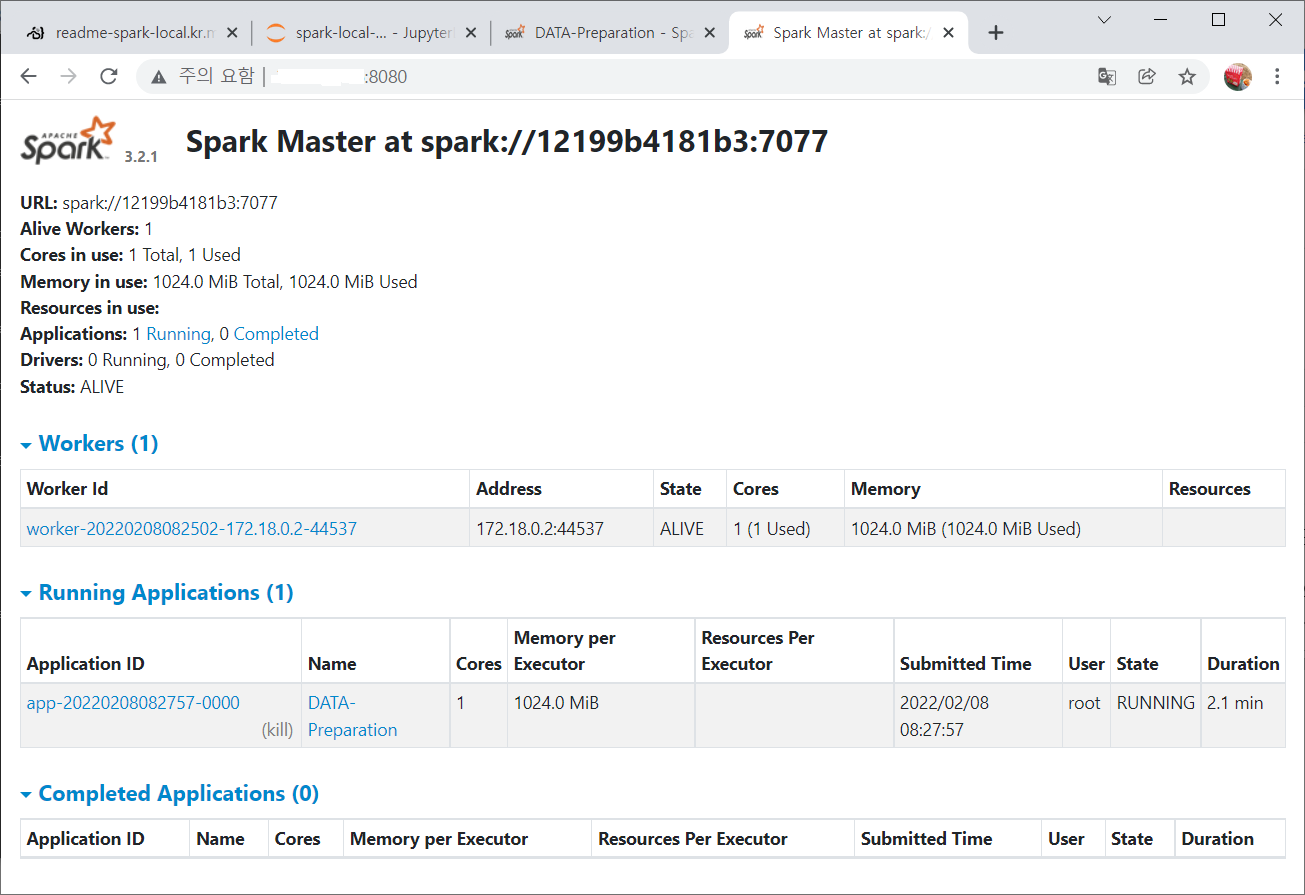 readme-spark-local.kr.m
spark-local-... - Jupyter
DATA-Preparation - Spa
Spark Master at spark:/
주의 요함 | :8080
APACHE
Spark 3.2.1
Spark Master at spark://12199b4181b3:7077
URL: spark://12199b4181b3:7077
Alive Workers: 1
Cores in use: 1 Total, 1 Used
Memory in use: 1024.0 MiB Total, 1024.0 MiB Used
Resources in use:
Applications: 1 Running, 0 Completed
Drivers: 0 Running, 0 Completed
Status: ALIVE
Workers (1)
Worker Id Address State Cores Memory Resources
worker-20220208082502-172.18.0.2-44537 172.18.0.2:44537 ALIVE 1 (1 Used) 1024.0 MiB (1024.0 MiB Used)
Running Applications (1)
Application ID Name Cores Memory per Executor Resources Per Executor Submitted Time User State Duration
app-20220208082757-0000 (kill) DATA-Preparation 1 1024.0 MiB 2022/02/08 08:27:57 root RUNNING 2.1 min
Completed Applications (0)
Application ID Name Cores Memory per Executor Resources Per Executor Submitted Time User State Duration